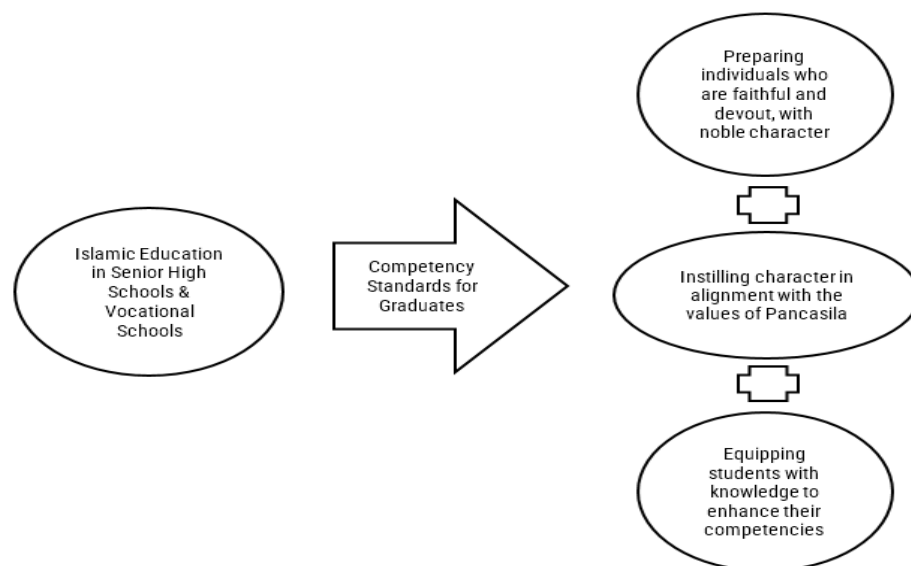 Islamic Education
in Senior High
Schools &
Vocational
Schools
Competency
Standards for
Graduates
Preparing
individuals who
are faithful and
devout, with
noble character
Instilling character in
alignment with the
values of Pancasila
Equipping
students with
knowledge to
enhance their
competencies